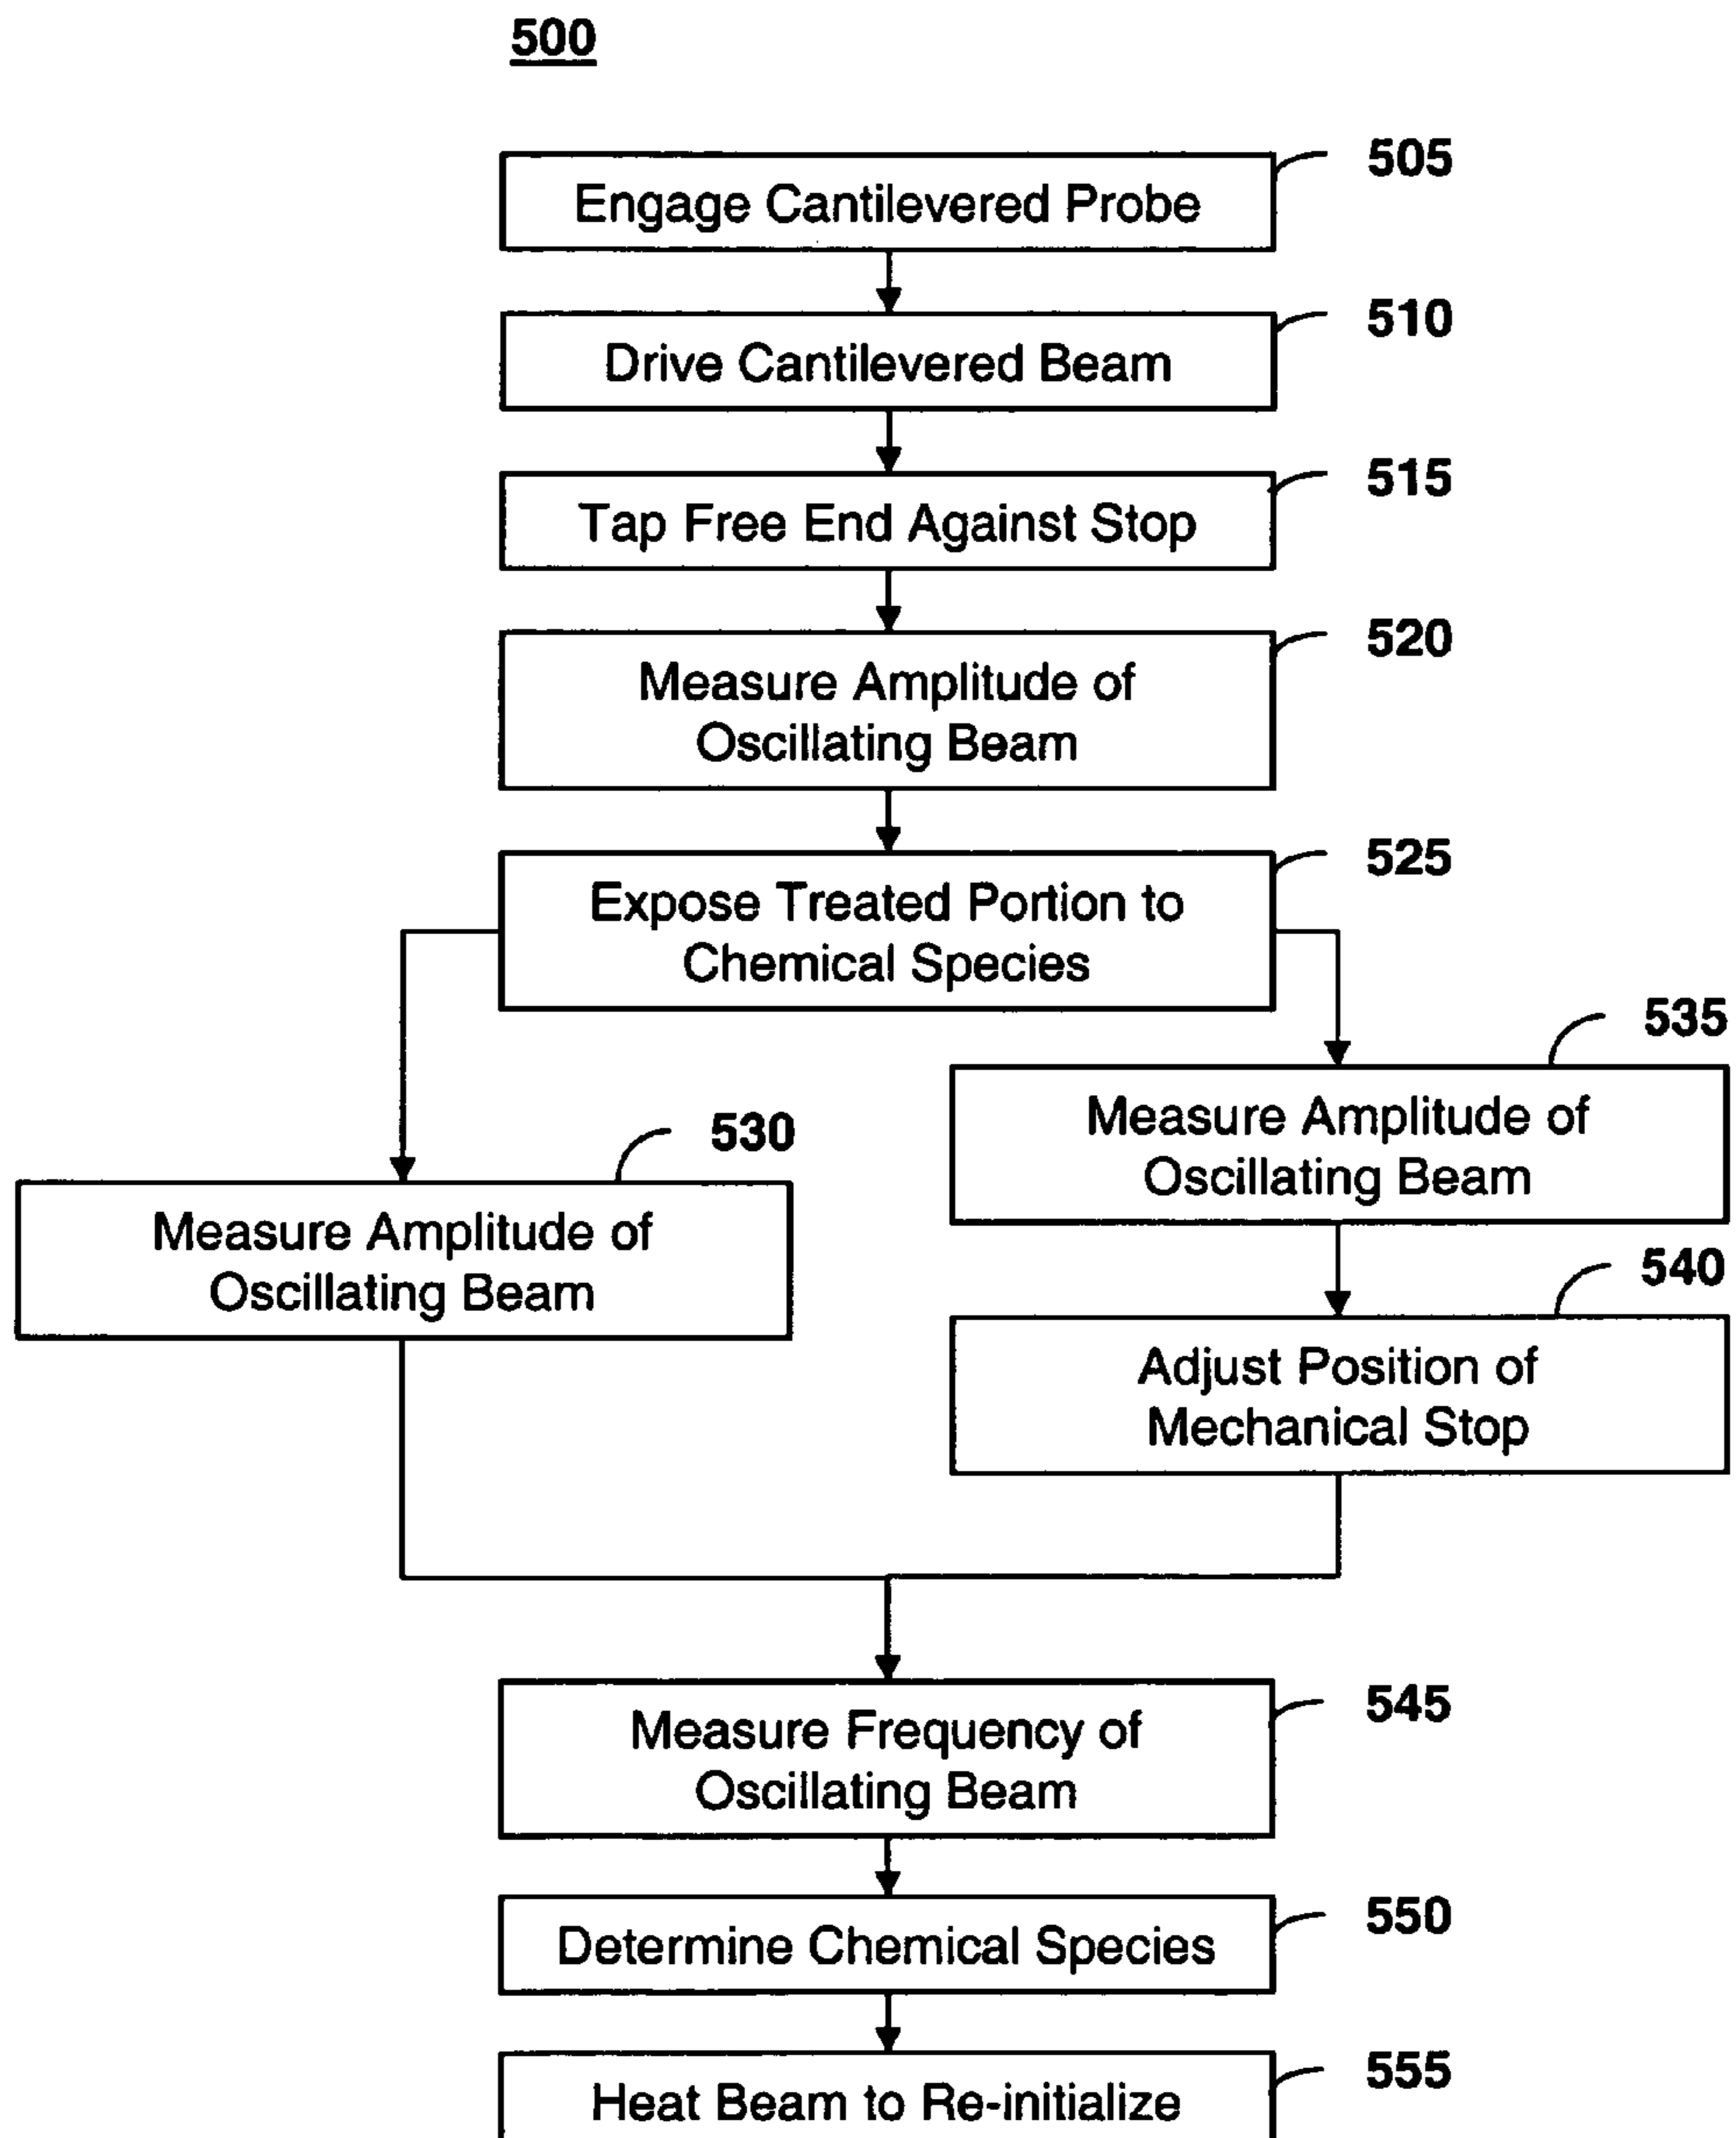 500
505
Engage Cantilevered Probe
510
Drive Cantilevered Beam
515
Tap Free End Against Stop
520
Measure Amplitude of
Oscillating Beam
525
Expose Treated Portion to
Chemical Species
535
Measure Amplitude of
Oscillating Beam
530
Measure Amplitude of
Oscillating Beam
540
Adjust Position of
Mechanical Stop
545
Measure Frequency of
Oscillating Beam
550
Determine Chemical Species
555
Heat Beam to Re-initialize